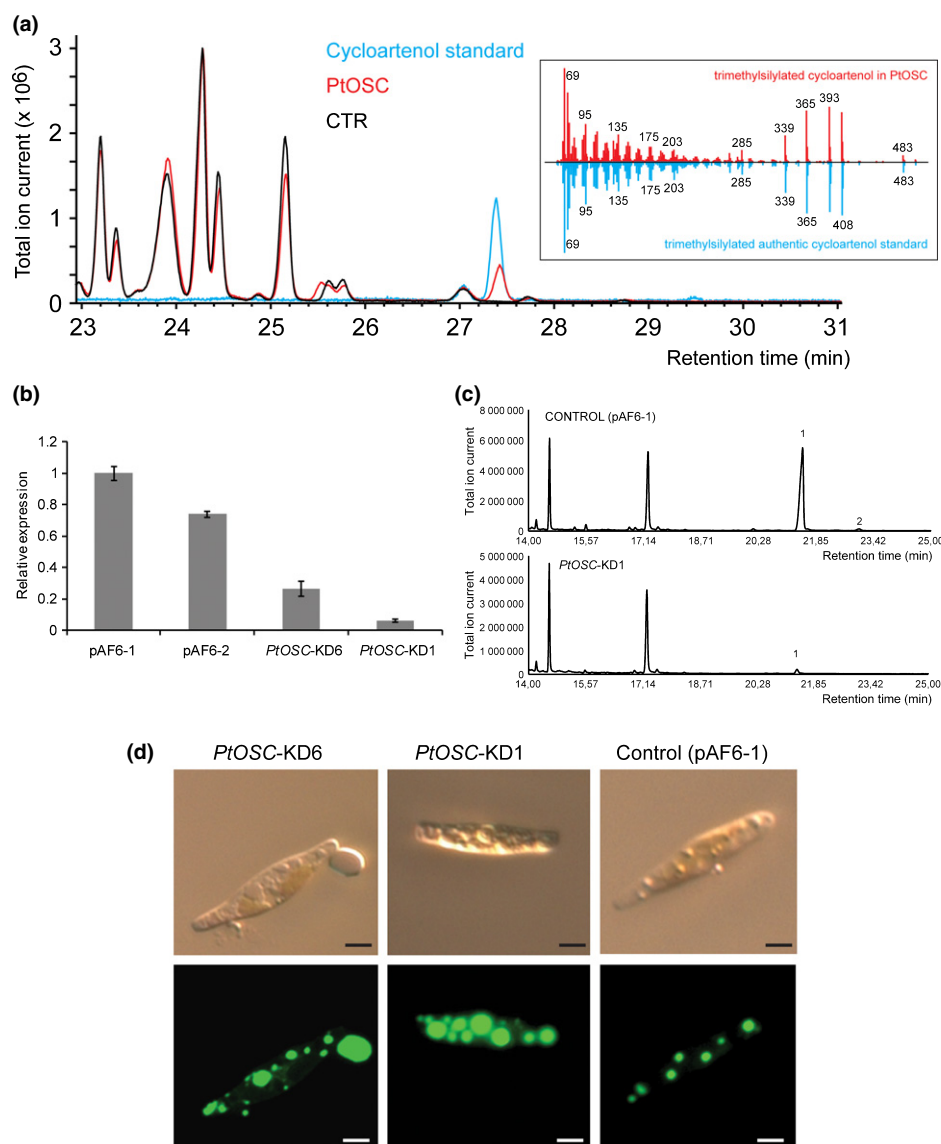 (a)
Total ion current (x 10⁶)
3
2
1
0
Cycloartenol standard
PtOSC
CTR
trimethylsilylated cycloartenol in PtOSC
69
95
135
175
203
285
339
365
393
483
95
135
175
203
285
339
365
408
483
69
trimethylsilylated authentic cycloartenol standard
23 24 25 26 27 28 29 30 31
Retention time (min)
(b)
Relative expression
1.2
1
0.8
0.6
0.4
0.2
0
pAF6-1 pAF6-2 PtOSC-KD6 PtOSC-KD1
(c)
Total ion current
8 000 000
6 000 000
4 000 000
2 000 000
0
CONTROL (pAF6-1)
1
2
14,00 15,57 17,14 18,71 20,28 21,85 23,42 25,00
Retention time (min)
Total ion current
5 000 000
4 000 000
3 000 000
2 000 000
1 000 000
0
PtOSC-KD1
1
14,00 15,57 17,14 18,71 20,28 21,85 23,42 25,00
Retention time (min)
(d)
PtOSC-KD6 PtOSC-KD1 Control (pAF6-1)